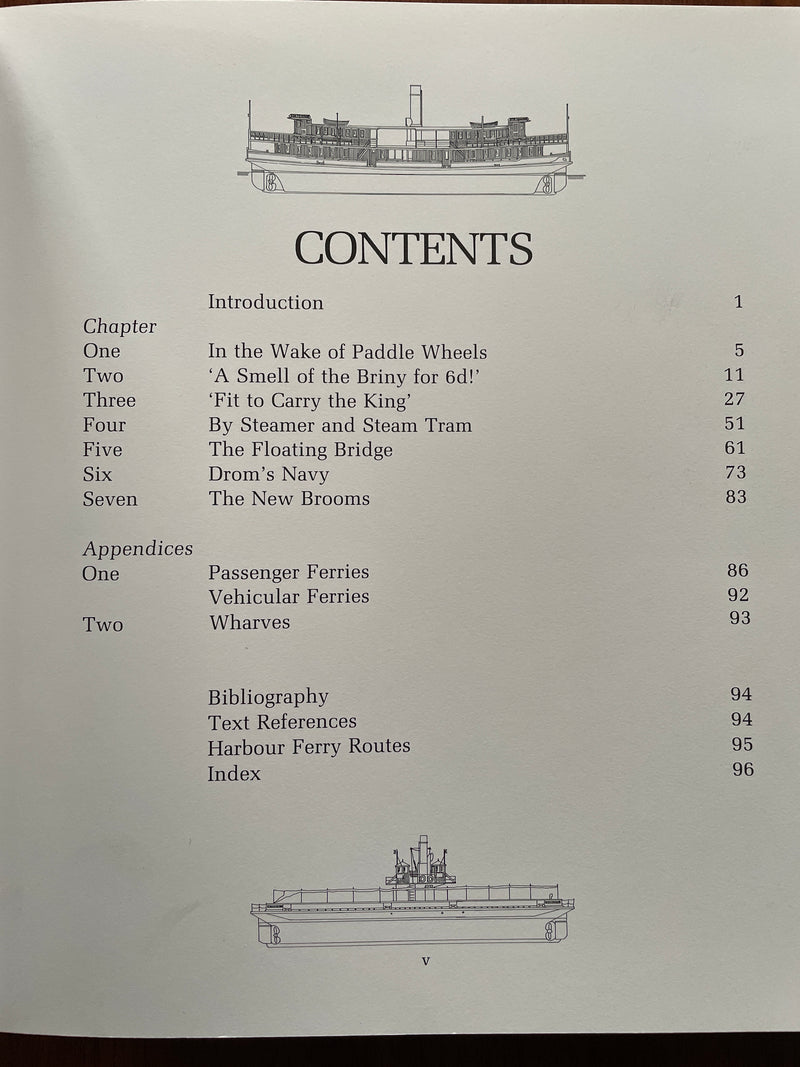 CONTENTS
Introduction 1
Chapter
One In the Wake of Paddle Wheels 5
Two ‘A Smell of the Briny for 6d!’ 11
Three ‘Fit to Carry the King’ 27
Four By Steamer and Steam Tram 51
Five The Floating Bridge 61
Six Drom’s Navy 73
Seven The New Brooms 83
Appendices
One Passenger Ferries 86
Vehicular Ferries 92
Two Wharves 93
Bibliography 94
Text References 94
Harbour Ferry Routes 95
Index 96
v